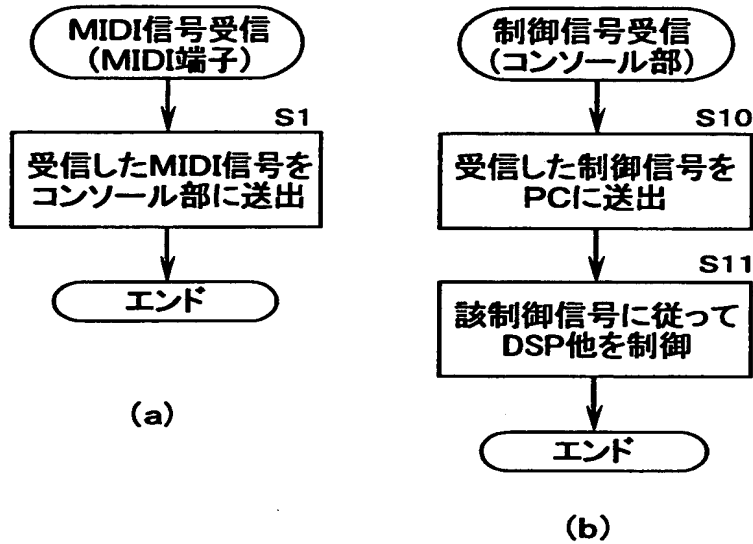 MIDI信号受信
(MIDI端子)
S1
受信したMIDI信号を
コンソール部に送出
エンド
(a)
制御信号受信
(コンソール部)
S10
受信した制御信号を
PCに送出
S11
該制御信号に従って
DSP他を制御
エンド
(b)